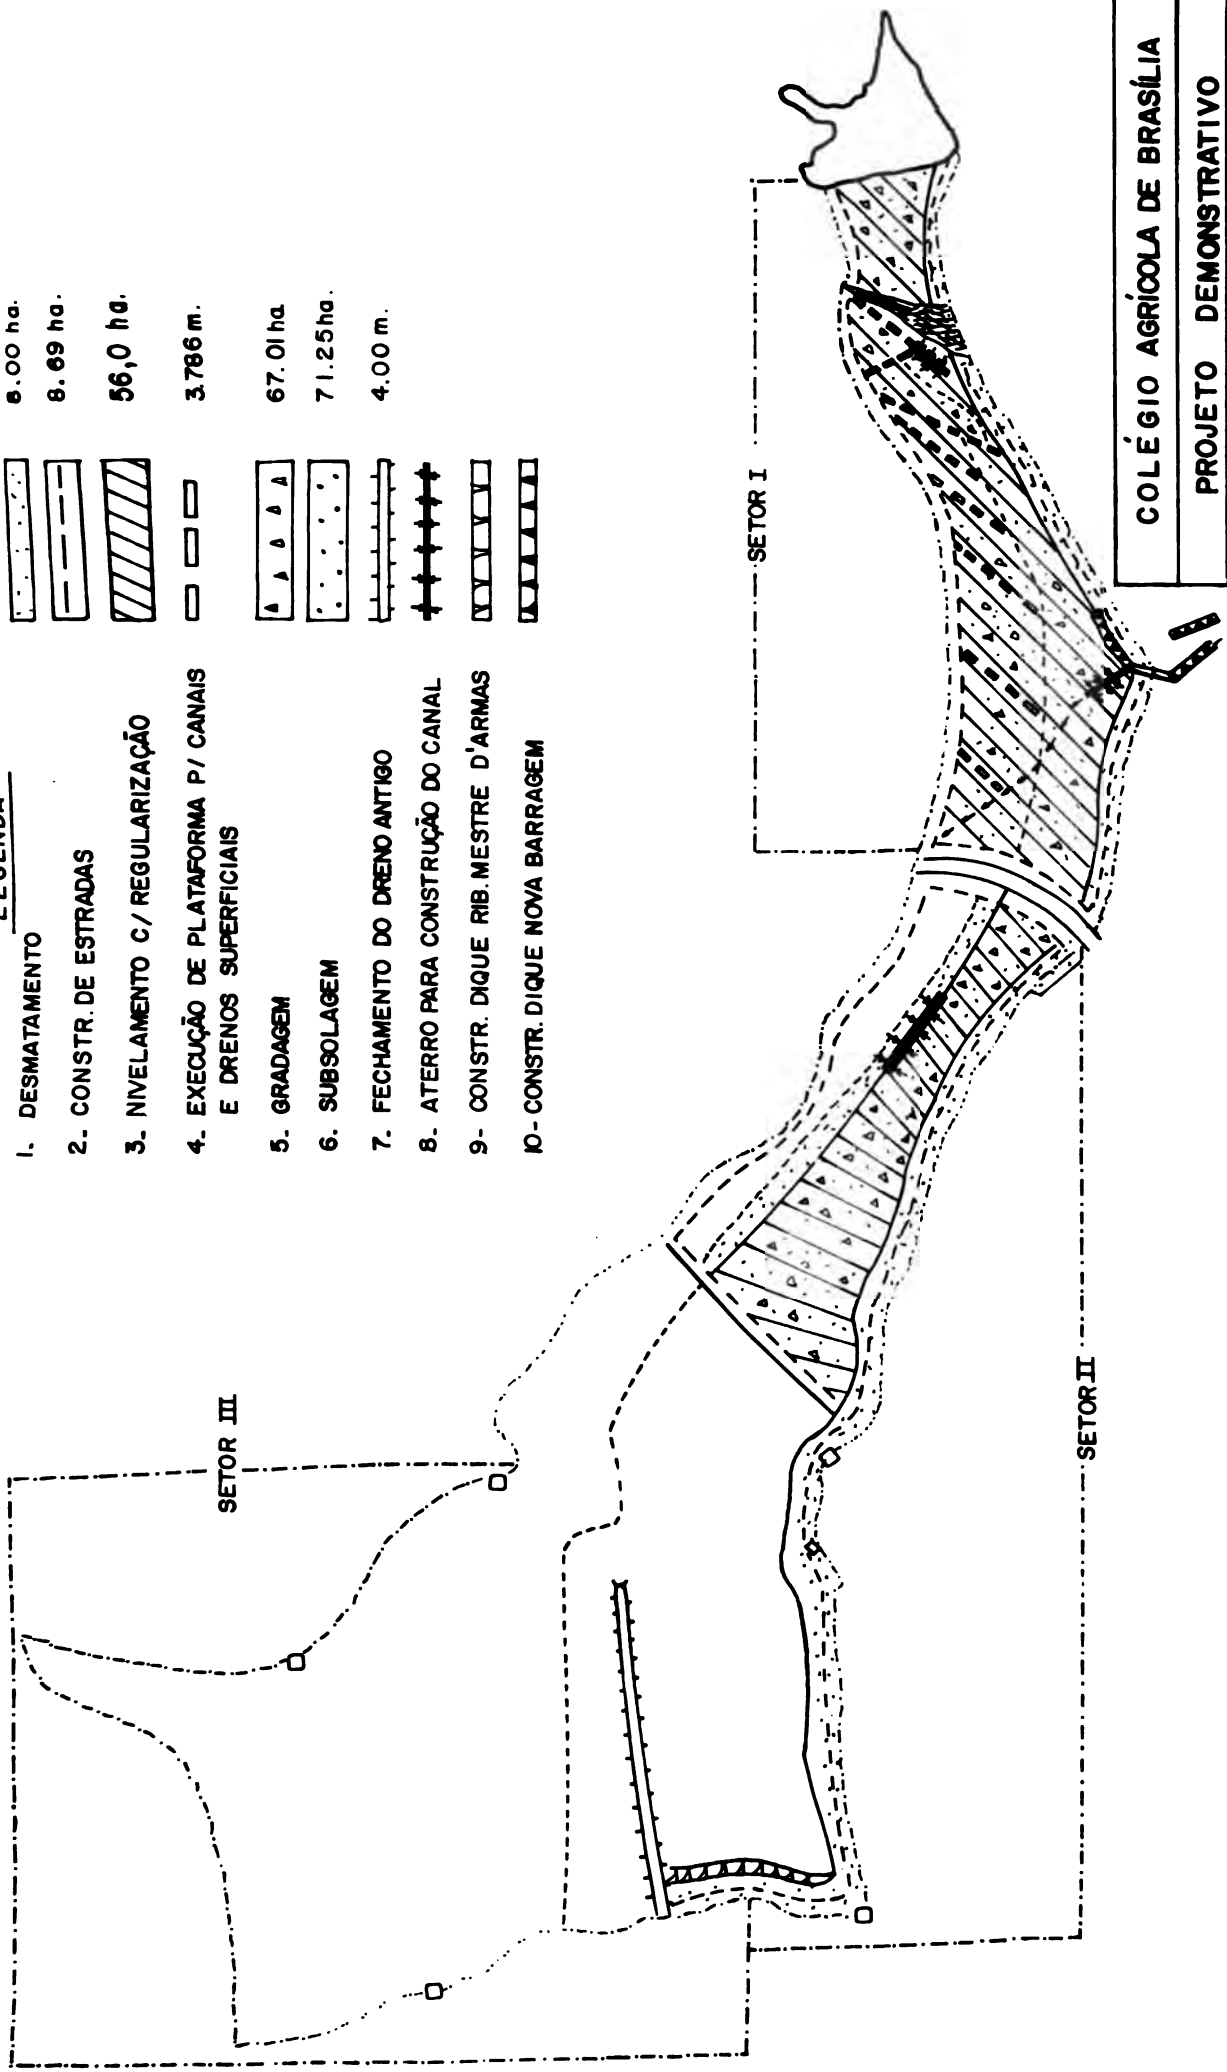 LEGENDA
1. DESMATAMENTO 8.00 ha.
2. CONSTR. DE ESTRADAS 8.69 ha.
3. NIVELAMENTO C/ REGULARIZAÇÃO 56,0 ha.
4. EXECUÇÃO DE PLATAFORMA P/ CANAIS 3.786 m.
E DRENOS SUPERFICIAIS
5. GRADAGEM 67.01 ha
6. SUBSOLAGEM 71.25 ha.
7. FECHAMENTO DO DRENO ANTIGO 4.00 m.
8. ATERRO PARA CONSTRUÇÃO DO CANAL
9- CONSTR. DIQUE RIB. MESTRE D'ARMAS
10- CONSTR. DIQUE NOVA BARRAGEM
SETOR III
SETOR I
SETOR II
COLÉGIO AGRÍCOLA DE BRASÍLIA
PROJETO DEMONSTRATIVO